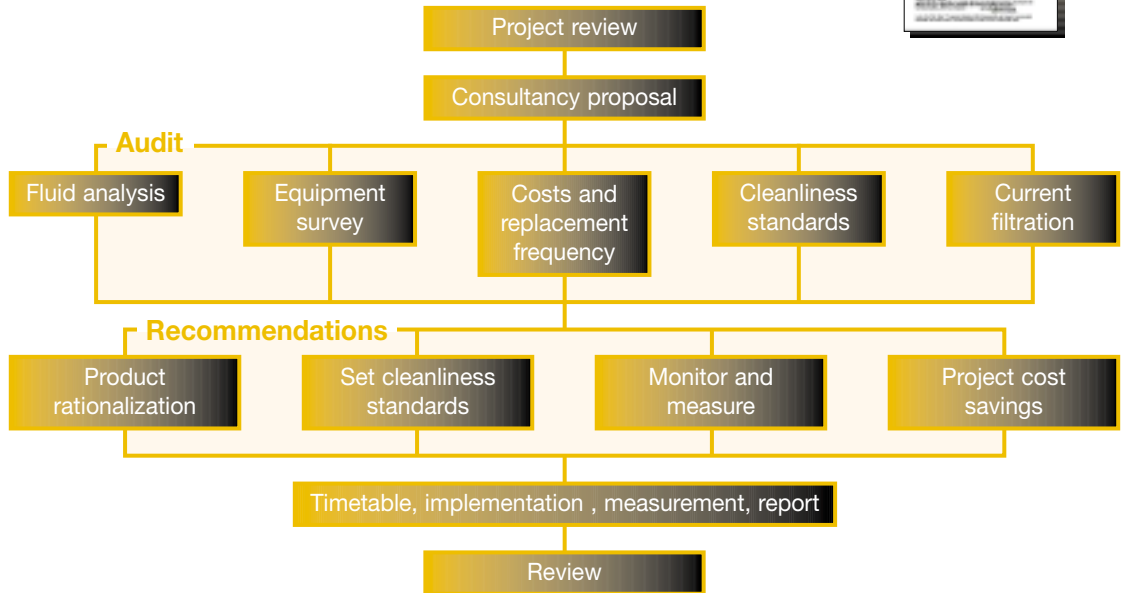 Project review
Consultancy proposal
Audit
Fluid analysis
Equipment
survey
Costs and
replacement
frequency
Cleanliness
standards
Current
filtration
Recommendations
Product
rationalization
Set cleanliness
standards
Monitor and
measure
Project cost
savings
Timetable, implementation , measurement, report
Review